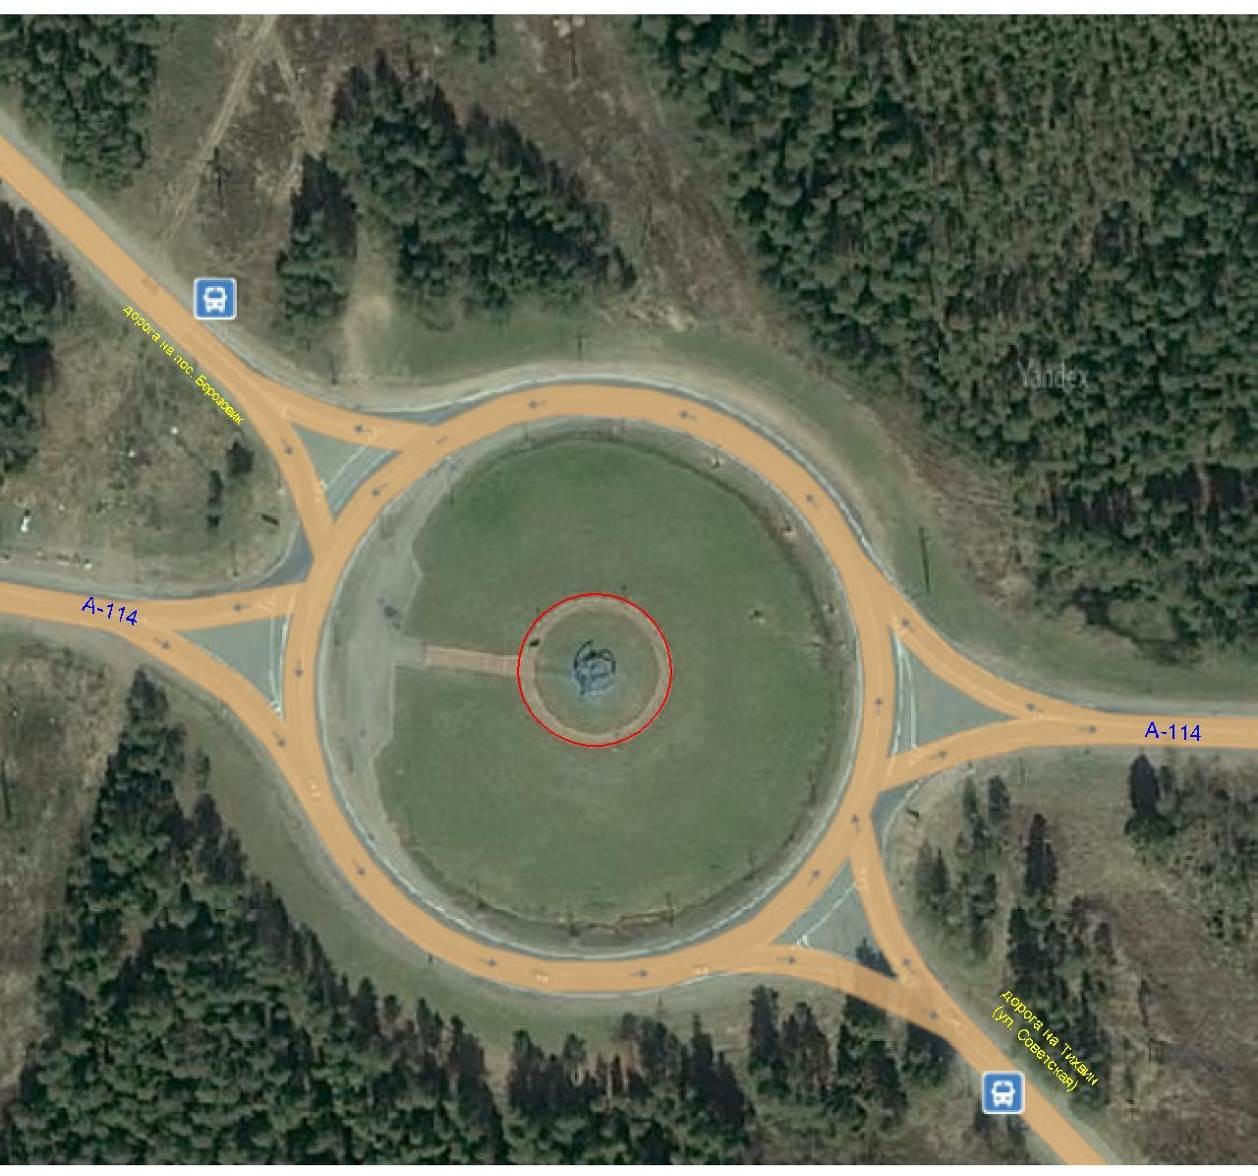 дорога на пос. Березовик
Yandex
А-114
А-114
дорога на Тихвин
(ул. Советская)